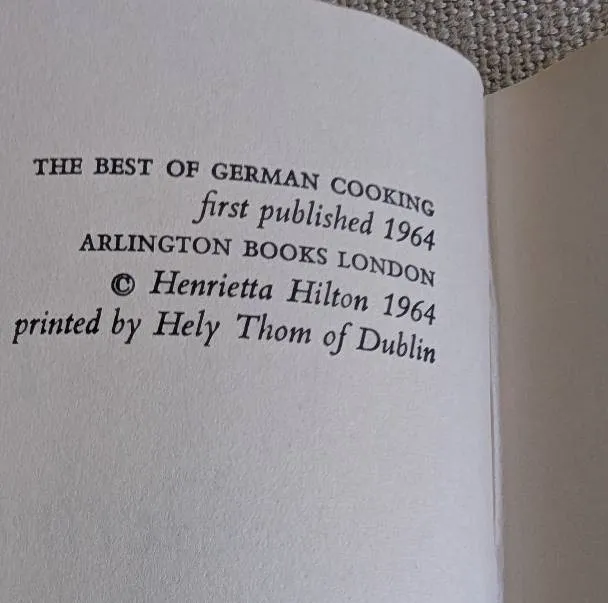 THE BEST OF GERMAN COOKING
first published 1964
ARLINGTON BOOKS LONDON
© Henrietta Hilton 1964
printed by Hely Thom of Dublin